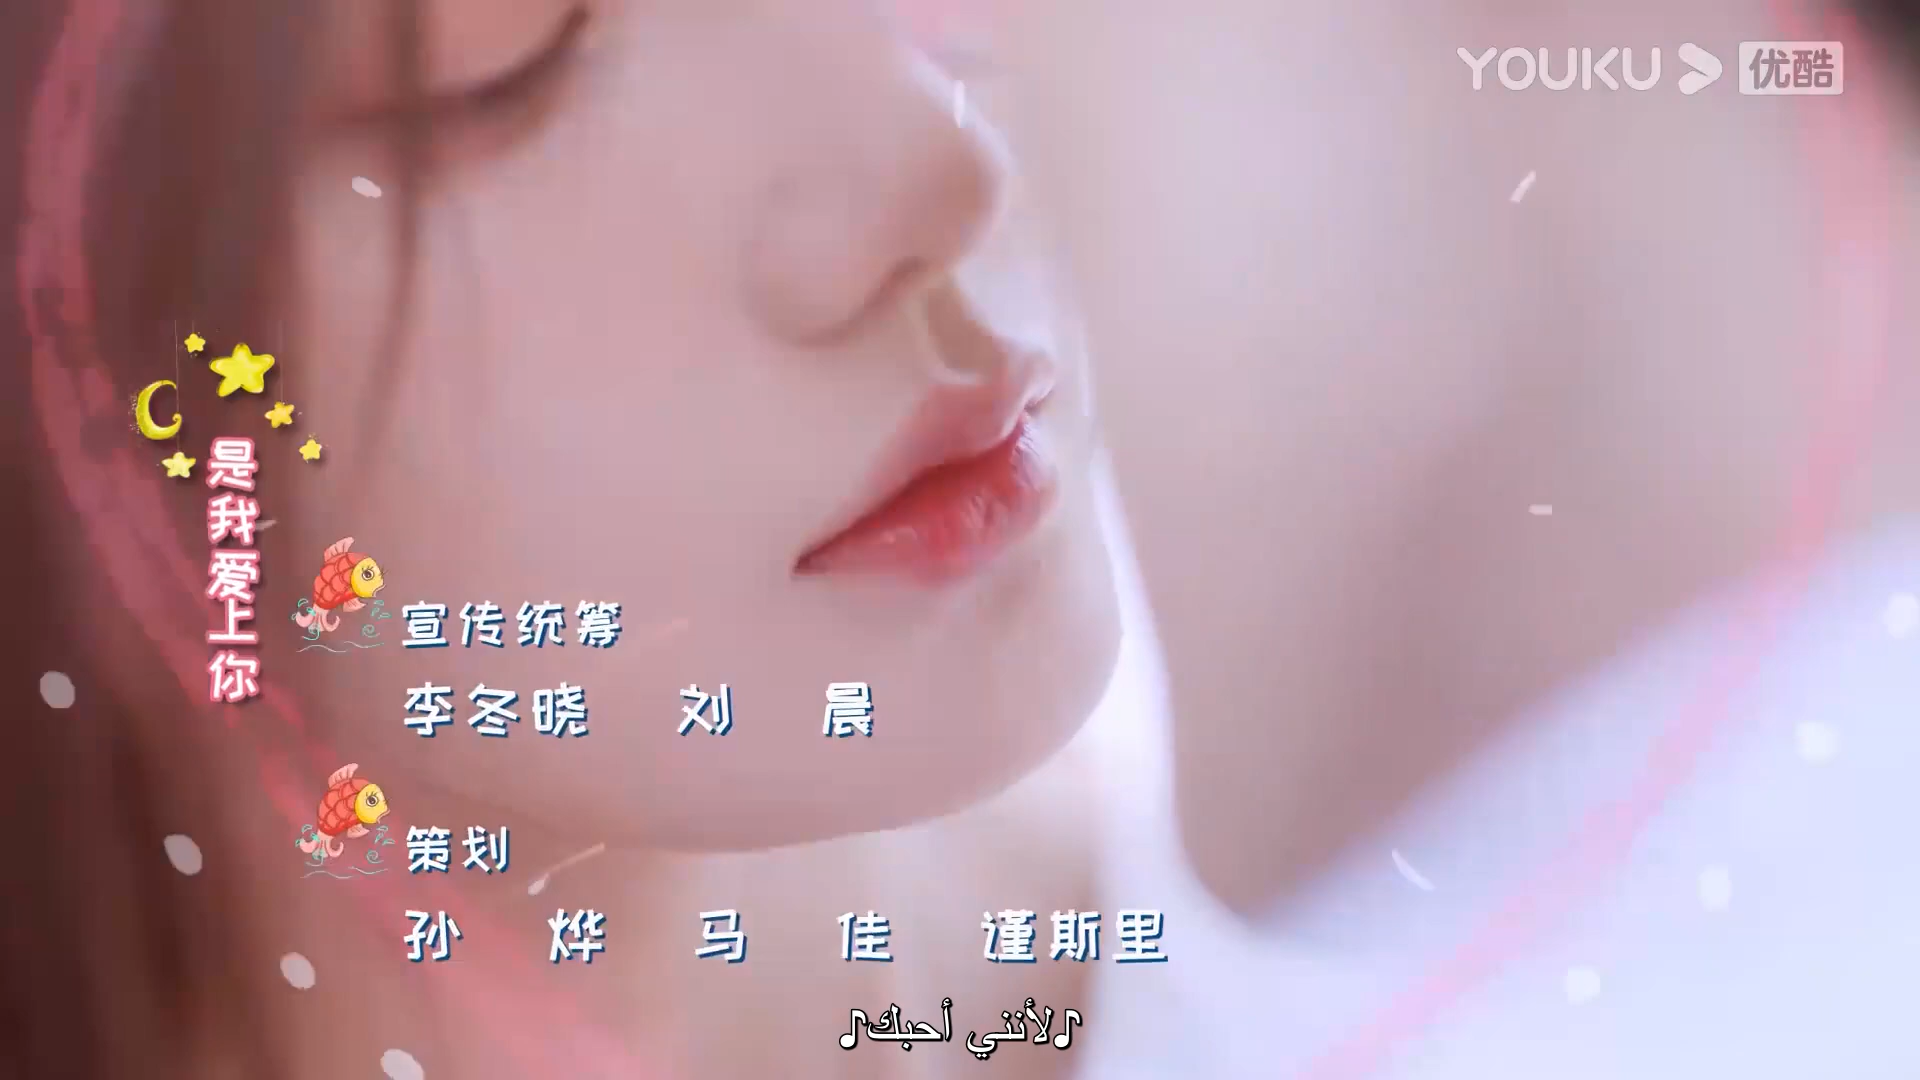 YOUKU 优酷
是我爱上你
宣传统筹
李冬晓 刘晨
策划
孙烨 马佳 谨斯里
♪لأنني أحبك♪